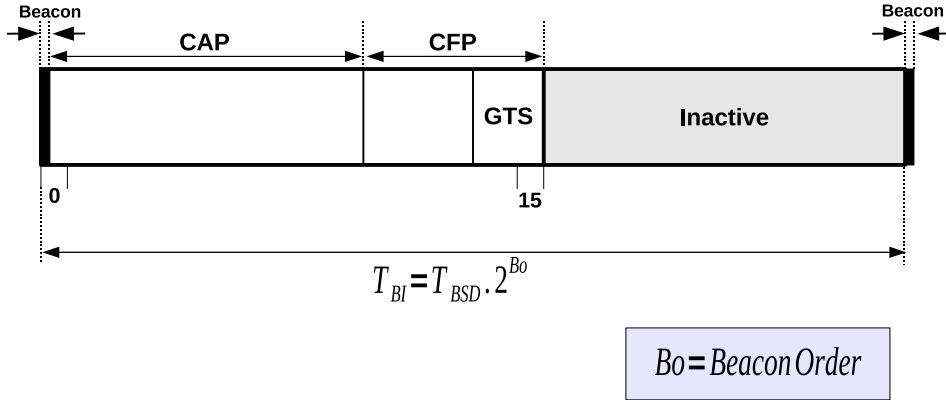 Beacon
Beacon
CAP
CFP
GTS
Inactive
0
15
T_BI = T_BSD . 2^Bo
Bo = Beacon Order